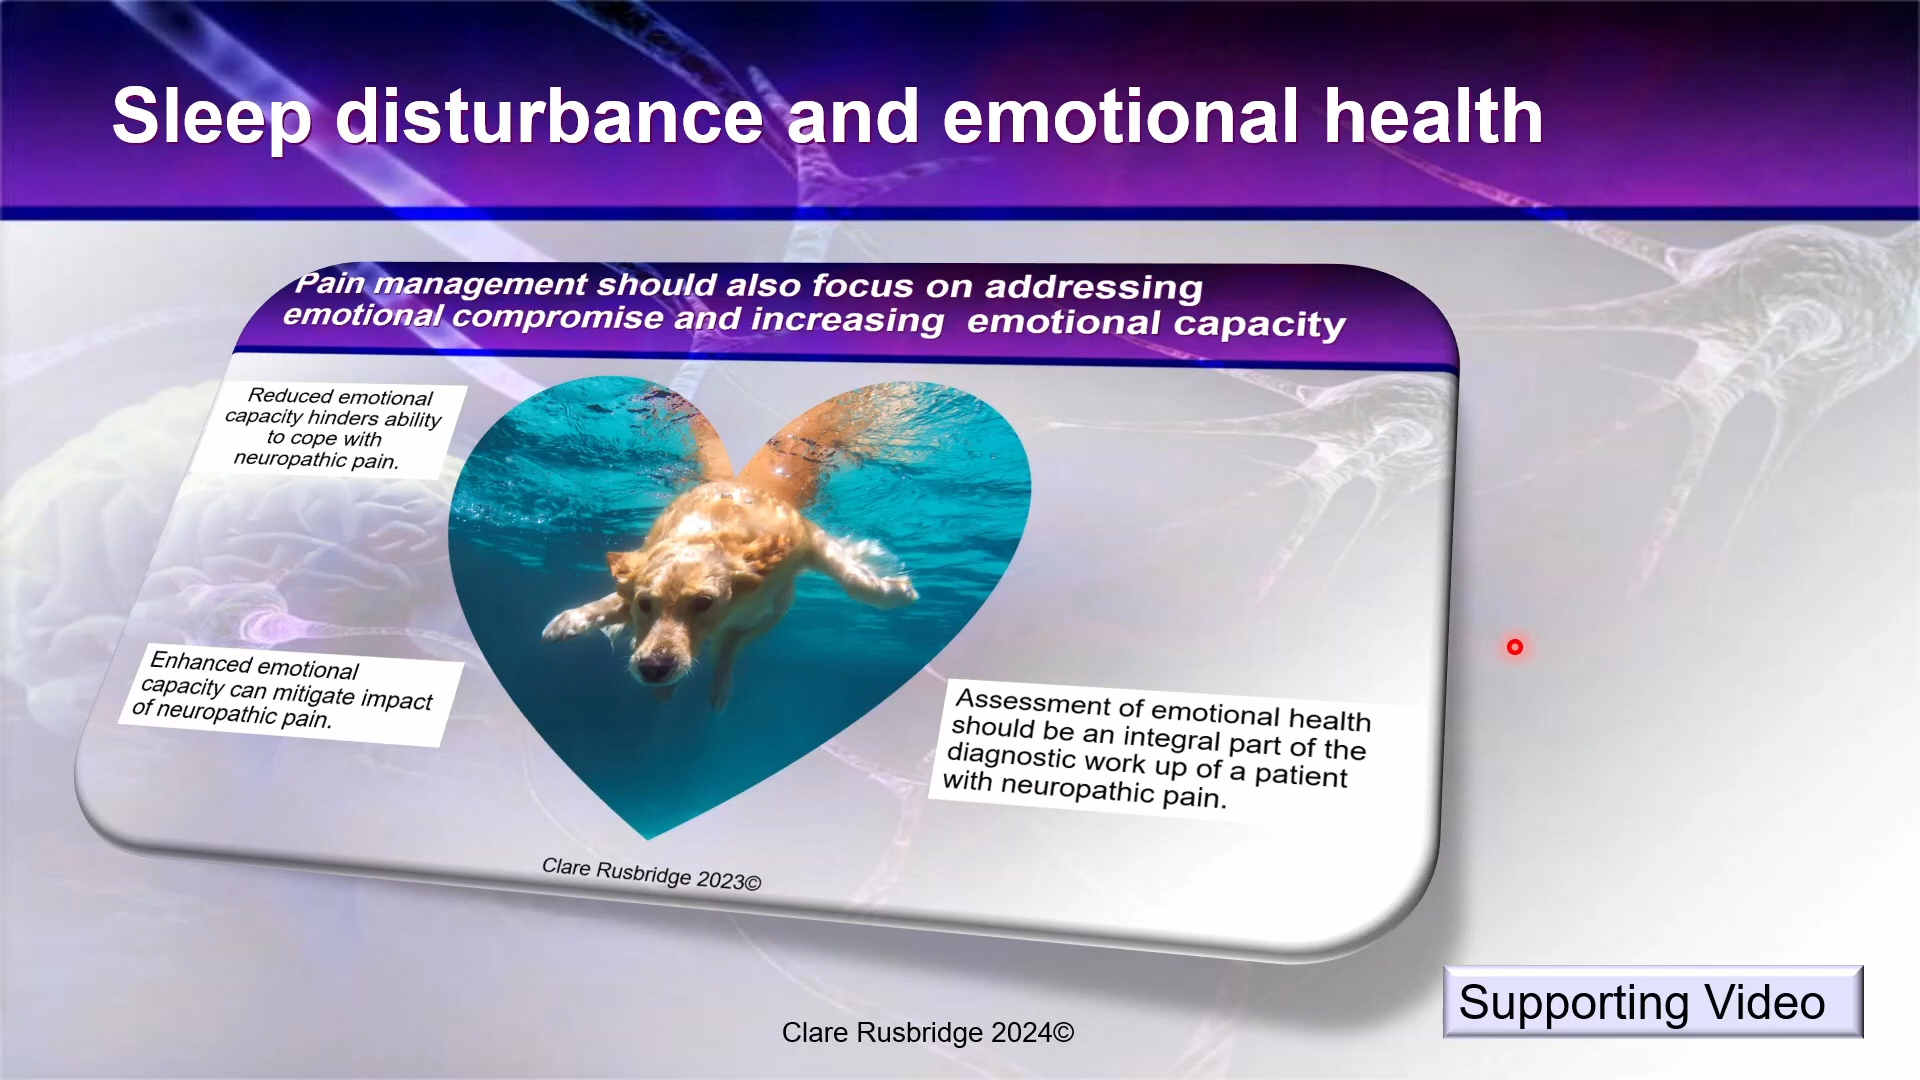 Sleep disturbance and emotional health
Pain management should also focus on addressing
emotional compromise and increasing emotional capacity
Reduced emotional
capacity hinders ability
to cope with
neuropathic pain.
Enhanced emotional
capacity can mitigate impact
of neuropathic pain.
Assessment of emotional health
should be an integral part of the
diagnostic work up of a patient
with neuropathic pain.
Clare Rusbridge 2023©
Supporting Video
Clare Rusbridge 2024©